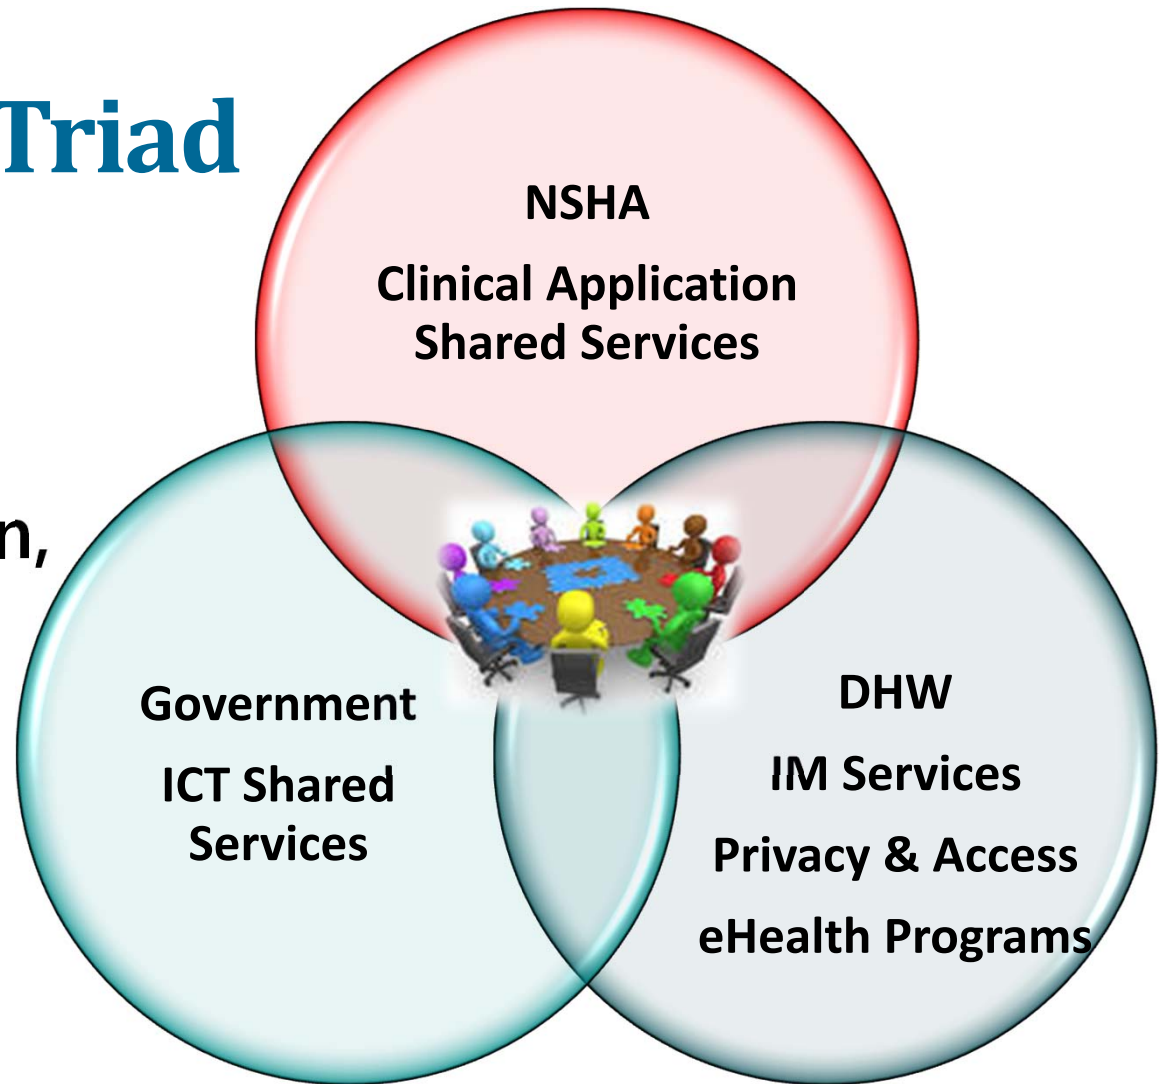 Triad
NSHA
Clinical Application
Shared Services
n,
Government
ICT Shared
Services
DHW
IM Services
Privacy & Access
eHealth Programs